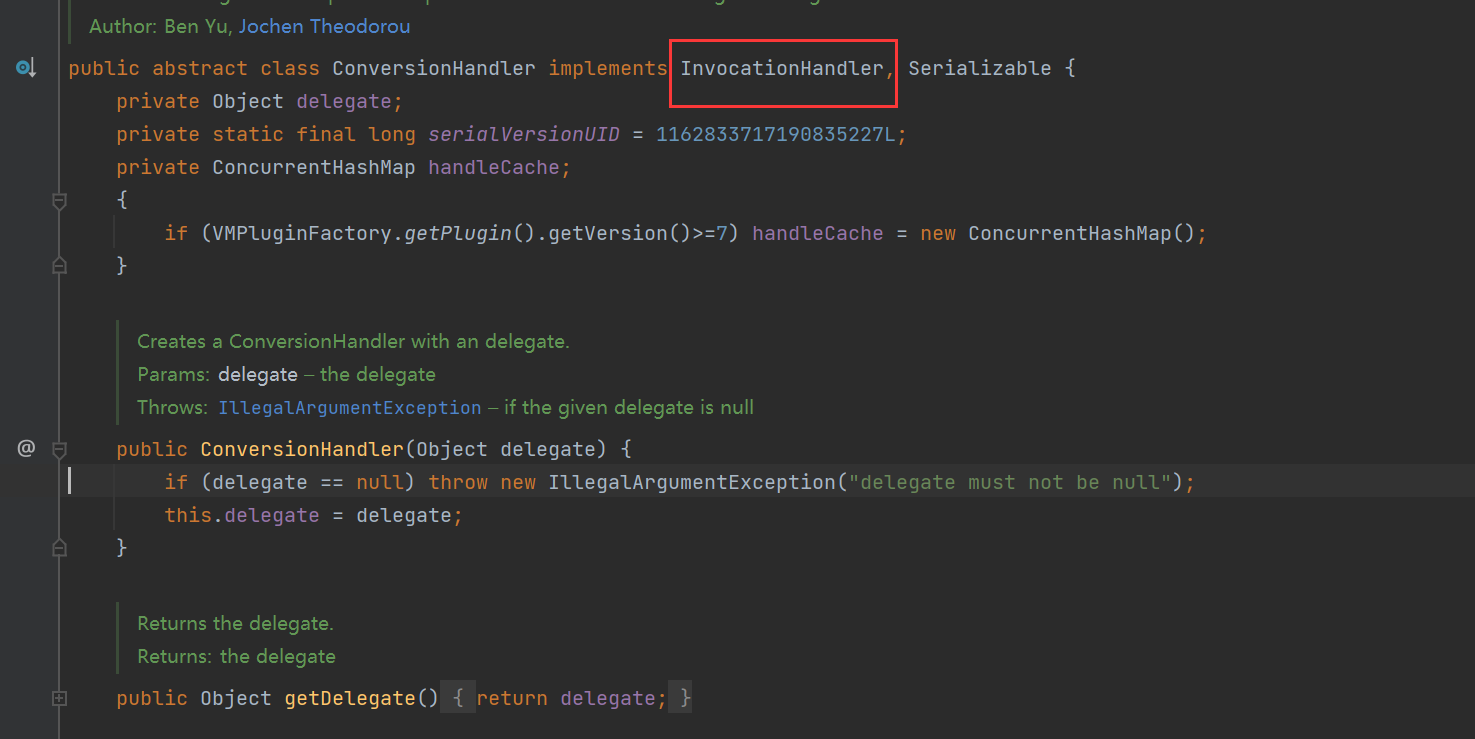 Author: Ben Yu, Jochen Theodorou
public abstract class ConversionHandler implements InvocationHandler, Serializable {
private Object delegate;
private static final long serialVersionUID = 1162833717190835227L;
private ConcurrentHashMap handleCache;
{
if (VMPluginFactory.getPlugin().getVersion()>=7) handleCache = new ConcurrentHashMap();
}
Creates a ConversionHandler with an delegate.
Params: delegate – the delegate
Throws: IllegalArgumentException – if the given delegate is null
@
public ConversionHandler(Object delegate) {
if (delegate == null) throw new IllegalArgumentException("delegate must not be null");
this.delegate = delegate;
}
Returns the delegate.
Returns: the delegate
public Object getDelegate() { return delegate; }